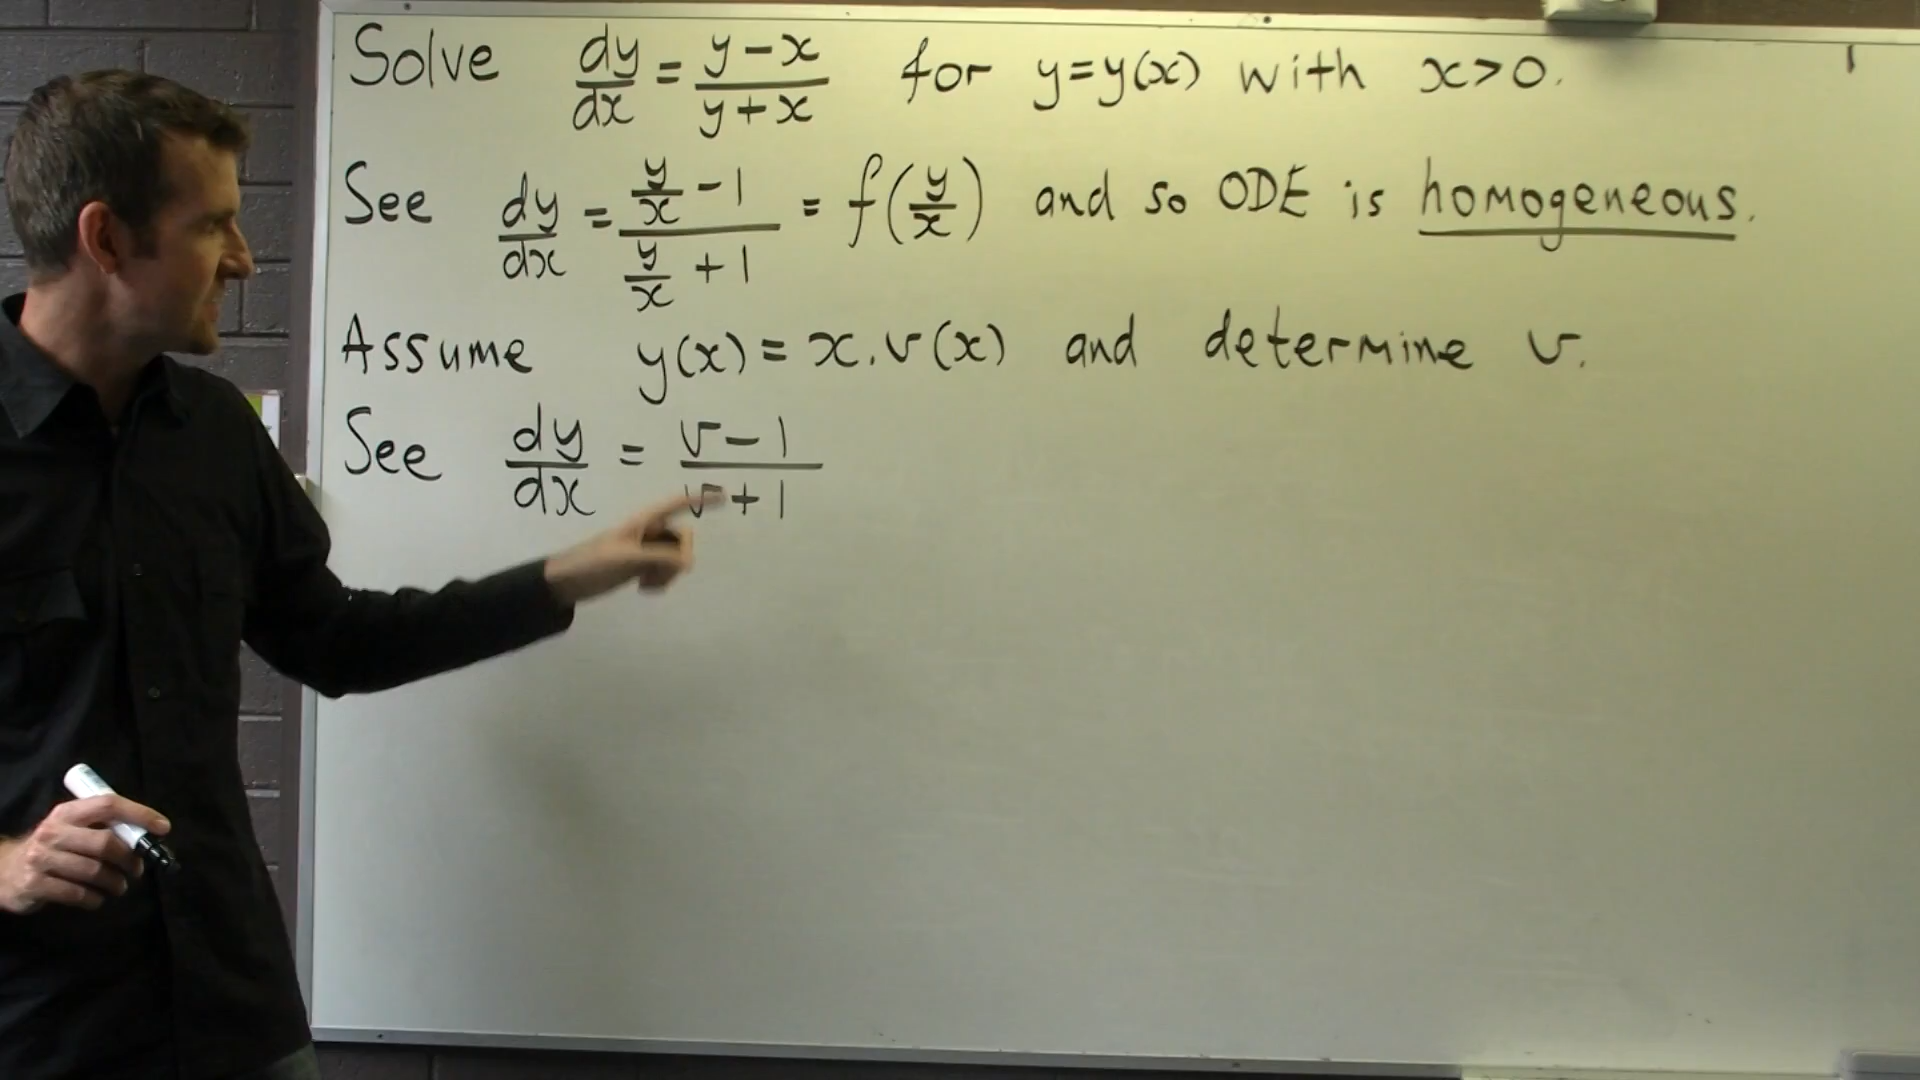 Solve dy/dx = (y-x)/(y+x) for y=y(x) with x>0.
See dy/dx = (y/x -1)/(y/x +1) = f(y/x) and so ODE is homogeneous.
Assume y(x) = x.v(x) and determine v.
See dy/dx = (v-1)/(v+1)